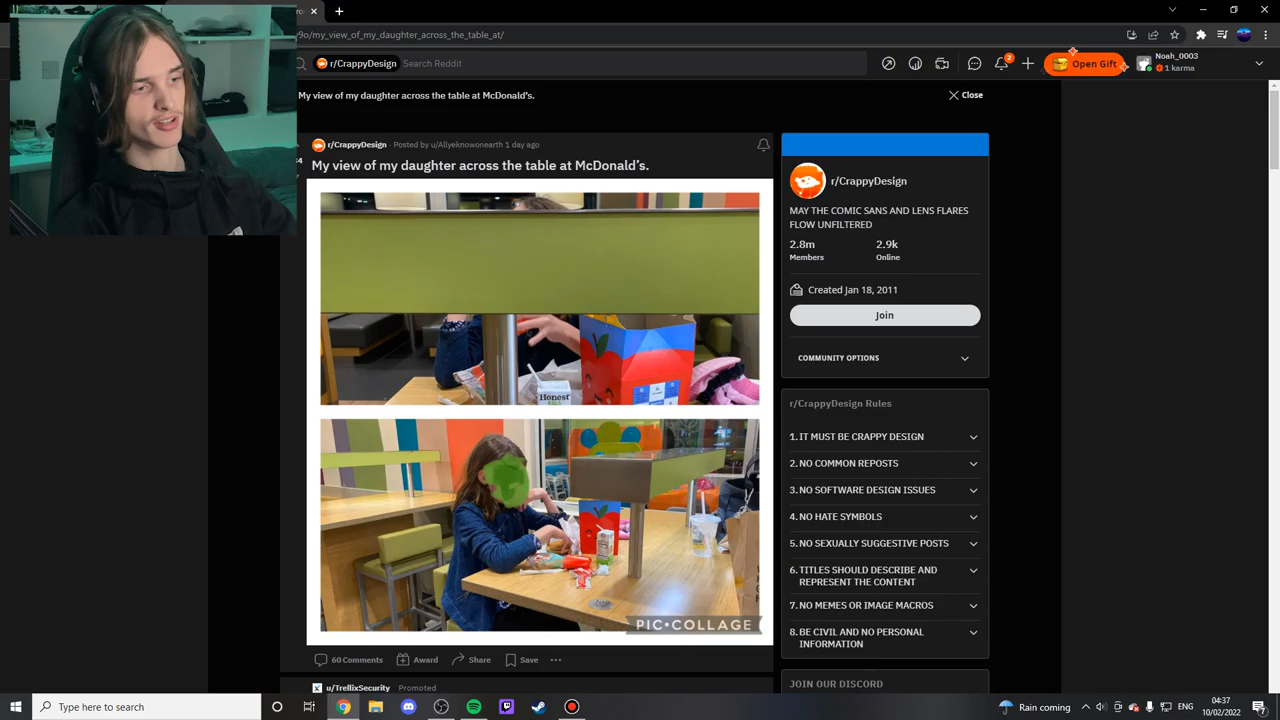 9o/my_view_of_my_daughter_across_the_table_at/
r/CrappyDesign
Search Reddit
2
Open Gift
Noah_0003
1 karma
My view of my daughter across the table at McDonald's.
Close
r/CrappyDesign · Posted by u/Allyeknowonearth 1 day ago
My view of my daughter across the table at McDonald's.
Honest
PIC•COLLAGE
60 Comments
Award
Share
Save
u/TrellixSecurity · Promoted
r/CrappyDesign
MAY THE COMIC SANS AND LENS FLARES
FLOW UNFILTERED
2.8m
2.9k
Members
Online
Created Jan 18, 2011
Join
COMMUNITY OPTIONS
r/CrappyDesign Rules
1. IT MUST BE CRAPPY DESIGN
2. NO COMMON REPOSTS
3. NO SOFTWARE DESIGN ISSUES
4. NO HATE SYMBOLS
5. NO SEXUALLY SUGGESTIVE POSTS
6. TITLES SHOULD DESCRIBE AND
REPRESENT THE CONTENT
7. NO MEMES OR IMAGE MACROS
8. BE CIVIL AND NO PERSONAL
INFORMATION
JOIN OUR DISCORD
Type here to search
Rain coming
ENG
04:37
10/02/2022